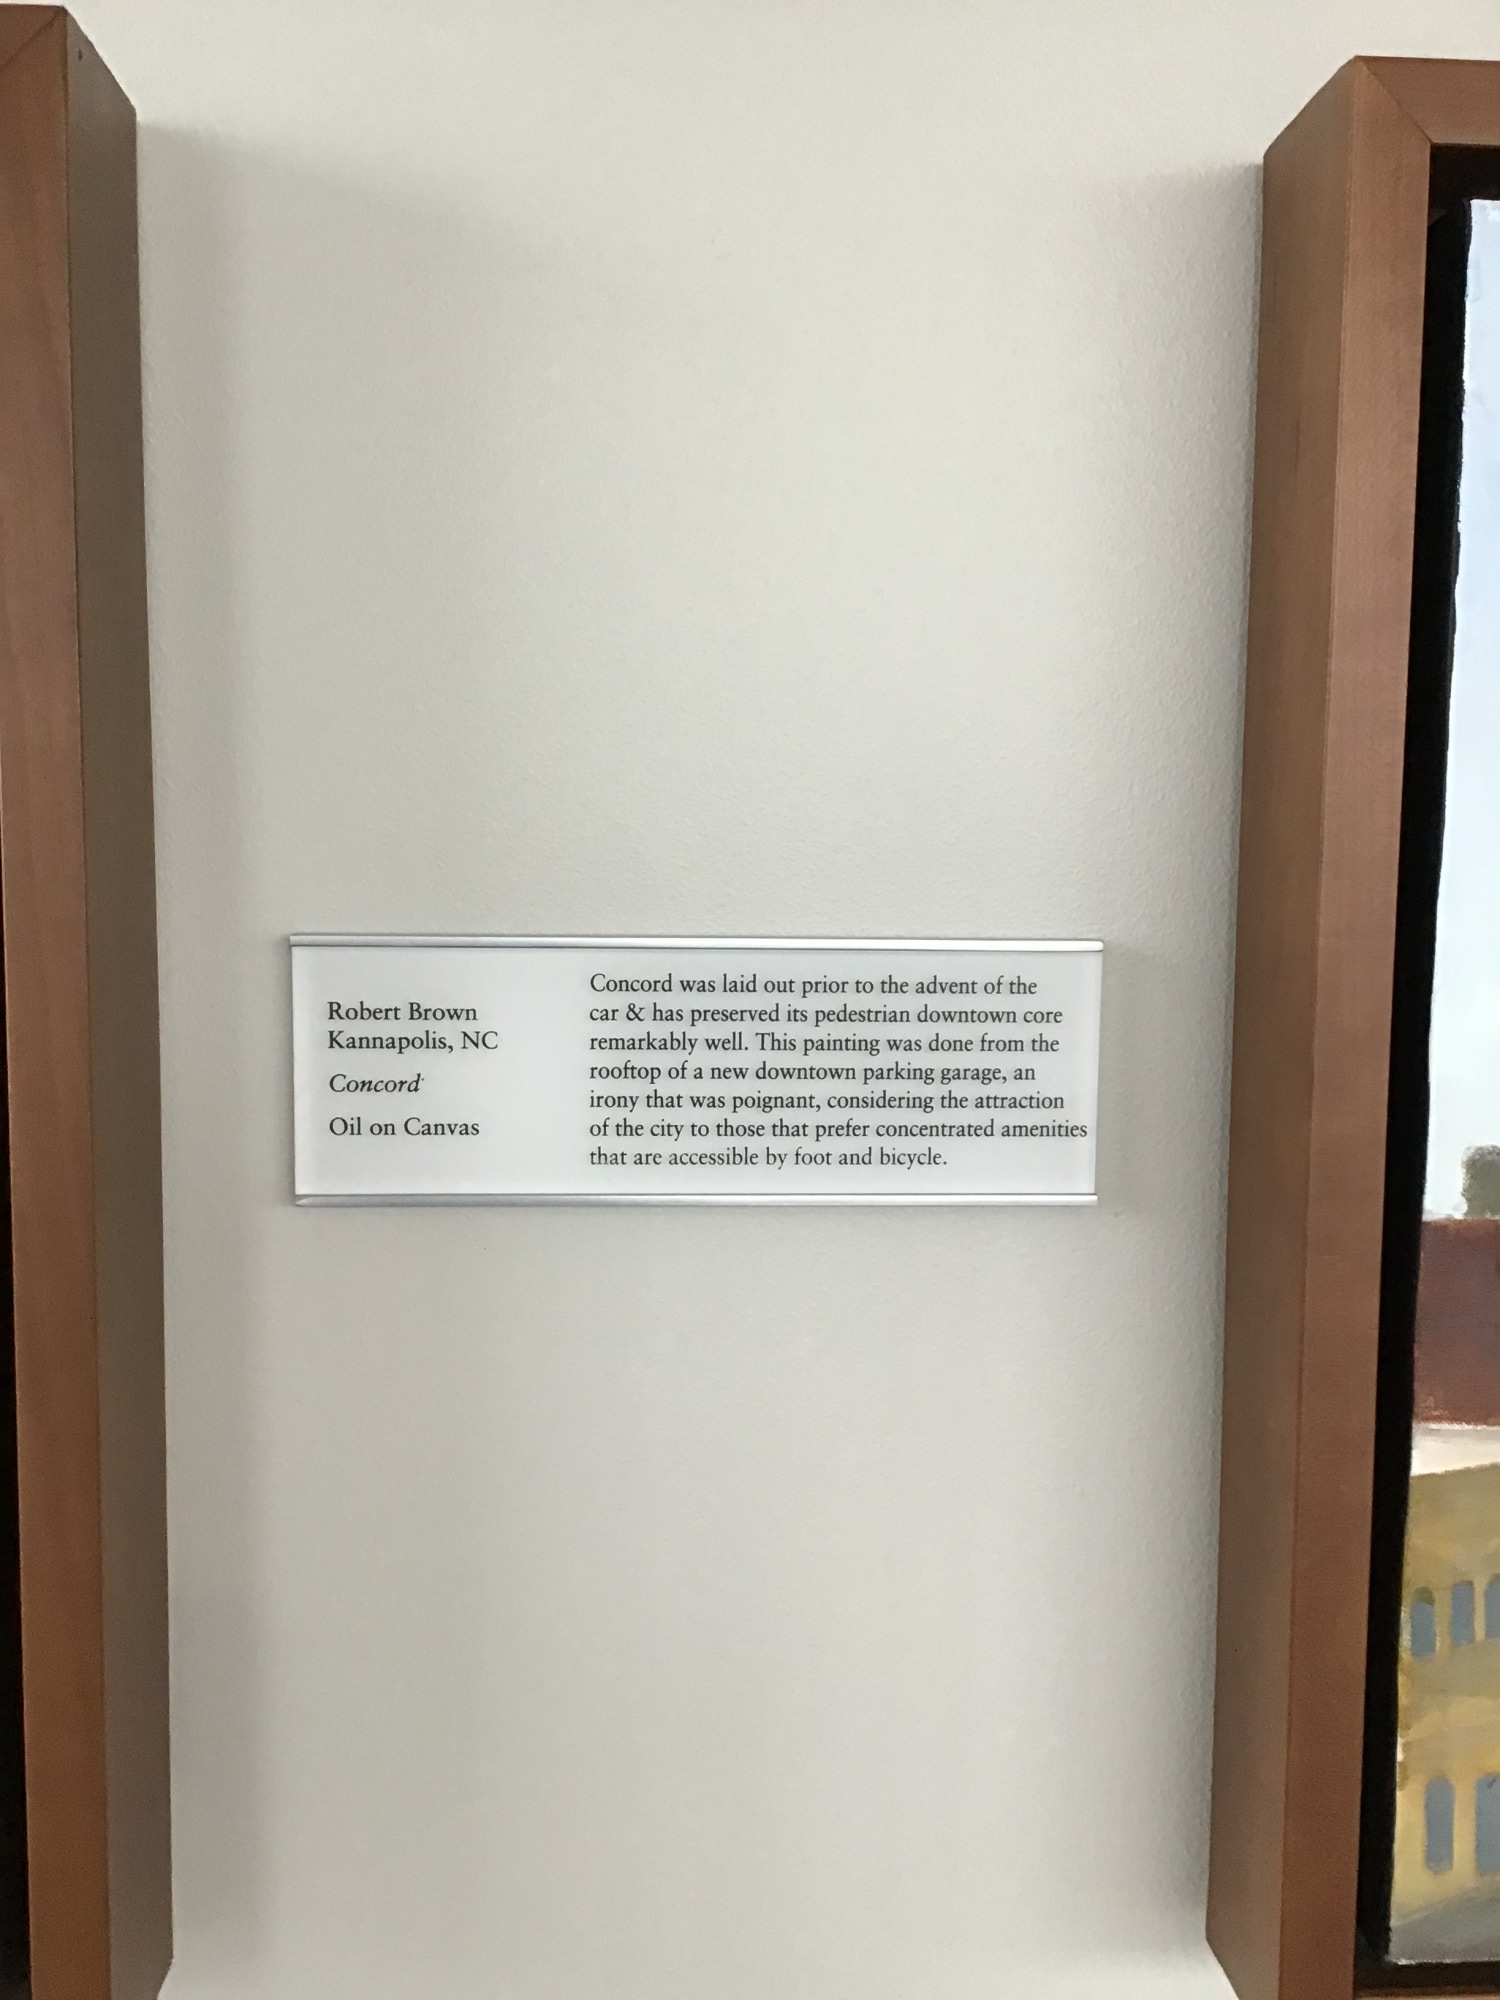 Robert Brown
Kannapolis, NC
Concord
Oil on Canvas
Concord was laid out prior to the advent of the
car & has preserved its pedestrian downtown core
remarkably well. This painting was done from the
rooftop of a new downtown parking garage, an
irony that was poignant, considering the attraction
of the city to those that prefer concentrated amenities
that are accessible by foot and bicycle.